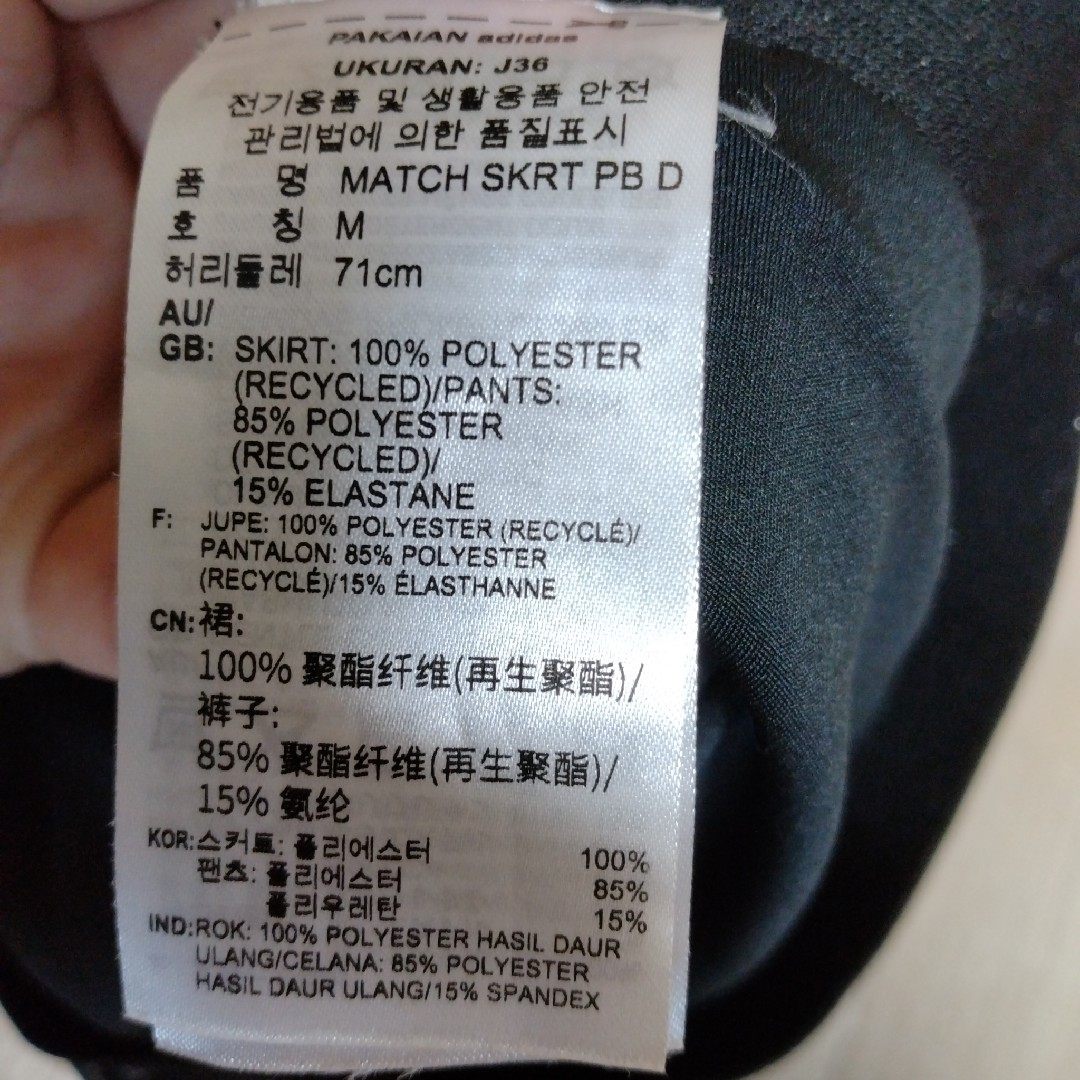 PAKAIAN adidas
UKURAN: J36
전기용품 및 생활용품 안전
관리법에 의한 품질표시
품 명 MATCH SKRT PB D
호 칭 M
허리둘레 71cm
AU/
GB: SKIRT: 100% POLYESTER
(RECYCLED)/PANTS:
85% POLYESTER
(RECYCLED)/
15% ELASTANE
F: JUPE: 100% POLYESTER (RECYCLÉ)/
PANTALON: 85% POLYESTER
(RECYCLÉ)/15% ÉLASTHANNE
CN: 裙:
100% 聚酯纤维(再生聚酯)/
裤子:
85% 聚酯纤维(再生聚酯)/
15% 氨纶
KOR: 스커트: 폴리에스터 100%
팬츠: 폴리에스터 85%
폴리우레탄 15%
IND: ROK: 100% POLYESTER HASIL DAUR
ULANG/CELANA: 85% POLYESTER
HASIL DAUR ULANG/15% SPANDEX